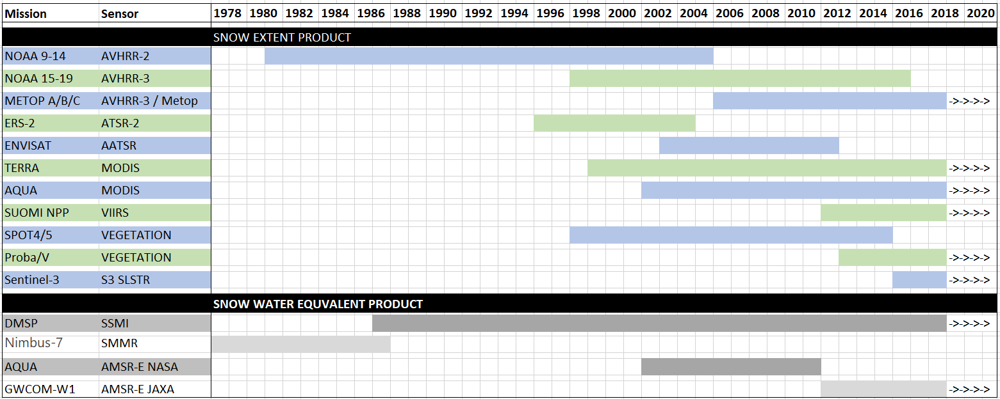 Mission Sensor 1978 1980 1982 1984 1986 1988 1990 1992 1994 1996 1998 2000 2002 2004 2006 2008 2010 2012 2014 2016 2018 2020
SNOW EXTENT PRODUCT
NOAA 9-14 AVHRR-2
NOAA 15-19 AVHRR-3
METOP A/B/C AVHRR-3 / Metop ->->->->
ERS-2 ATSR-2
ENVISAT AATSR
TERRA MODIS ->->->->
AQUA MODIS ->->->->
SUOMI NPP VIIRS ->->->->
SPOT4/5 VEGETATION
Proba/V VEGETATION ->->->->
Sentinel-3 S3 SLSTR ->->->->
SNOW WATER EQUVALENT PRODUCT
DMSP SSMI ->->->->
Nimbus-7 SMMR
AQUA AMSR-E NASA
GWCOM-W1 AMSR-E JAXA ->->->->